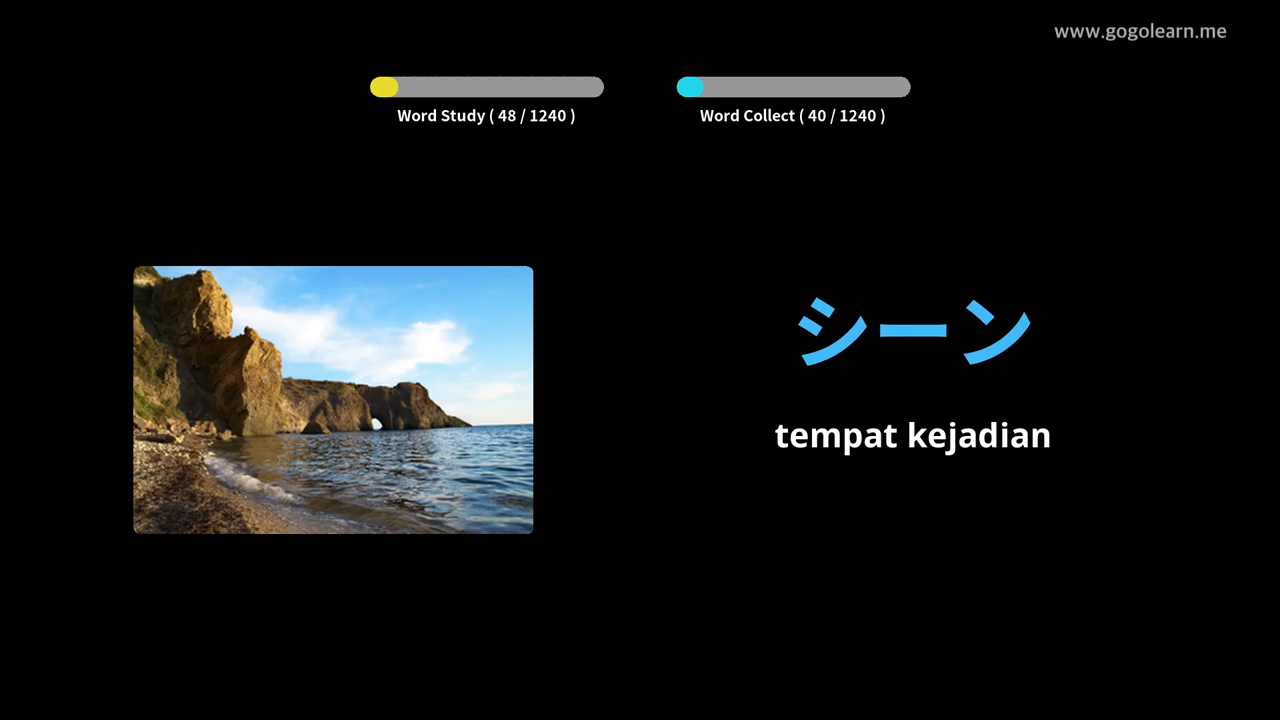 www.gogolearn.me
Word Study ( 48 / 1240 )
Word Collect ( 40 / 1240 )
シーン
tempat kejadian